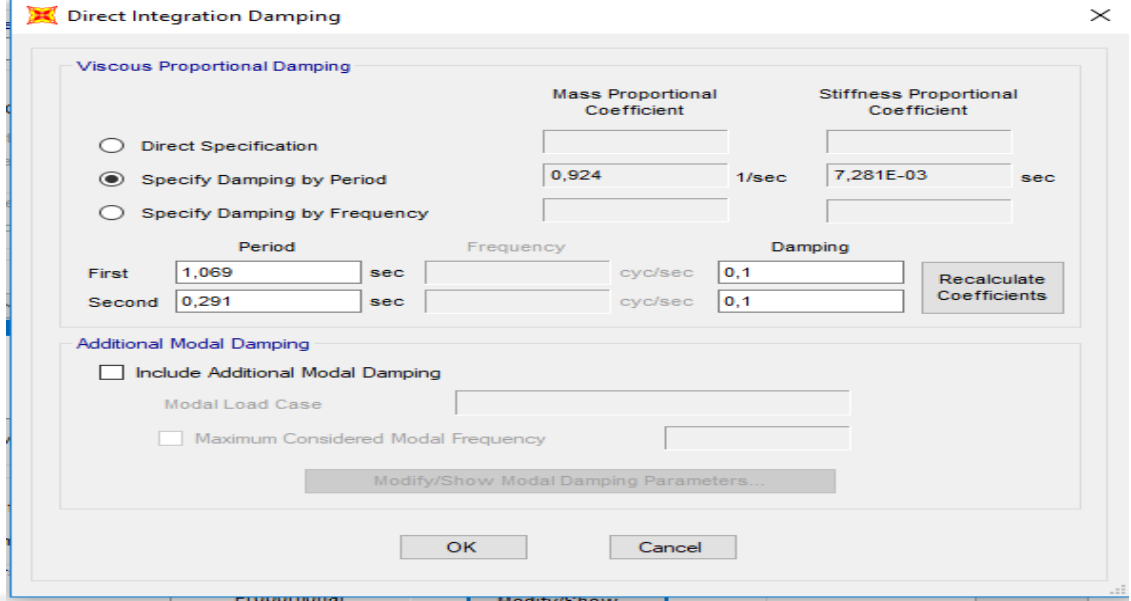 Direct Integration Damping
Viscous Proportional Damping
Mass Proportional Coefficient
Stiffness Proportional Coefficient
Direct Specification
Specify Damping by Period 0,924 1/sec 7,281E-03 sec
Specify Damping by Frequency
Period Frequency Damping
First 1,069 sec cyc/sec 0,1
Second 0,291 sec cyc/sec 0,1
Recalculate Coefficients
Additional Modal Damping
Include Additional Modal Damping
Modal Load Case
Maximum Considered Modal Frequency
Modify/Show Modal Damping Parameters...
OK Cancel